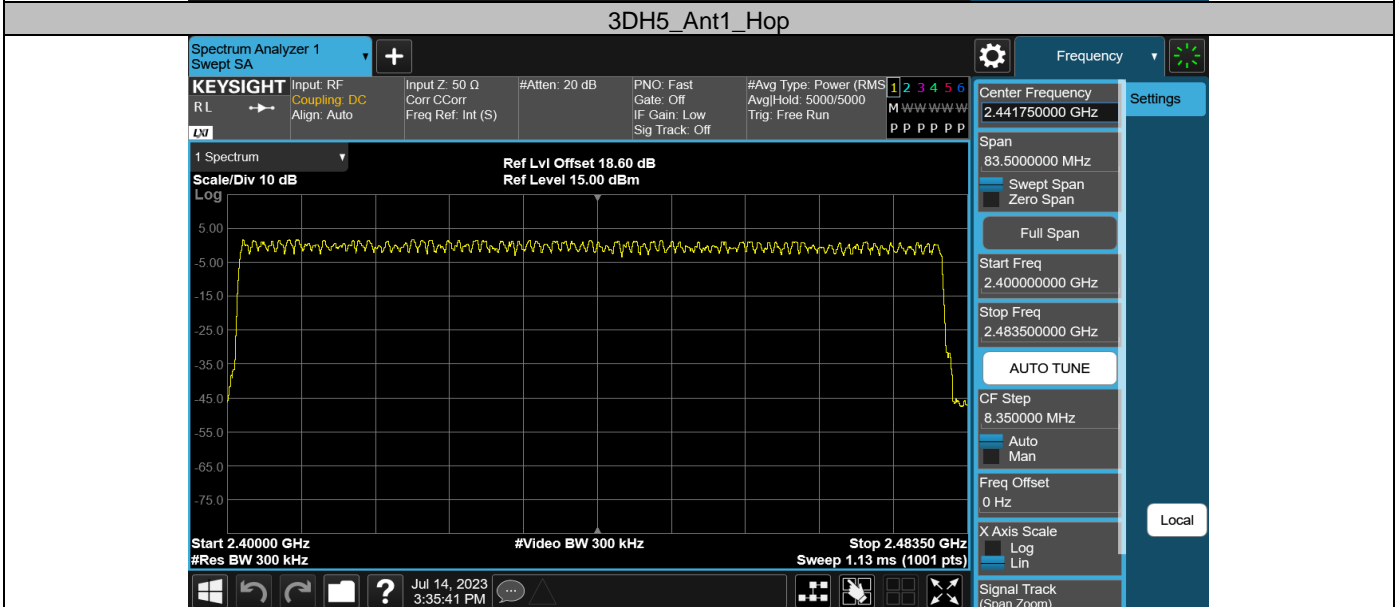 3DH5_Ant1_Hop
Spectrum Analyzer 1
Swept SA
+
Frequency
KEYSIGHT
R L
LXI
Input: RF
Coupling: DC
Align: Auto
Input Z: 50 Ω
Corr CCorr
Freq Ref: Int (S)
#Atten: 20 dB
PNO: Fast
Gate: Off
IF Gain: Low
Sig Track: Off
#Avg Type: Power (RMS
Avg|Hold: 5000/5000
Trig: Free Run
1 2 3 4 5 6
M W W W W W
P P P P P P
1 Spectrum
Scale/Div 10 dB
Log
Ref Lvl Offset 18.60 dB
Ref Level 15.00 dBm
5.00
-5.00
-15.0
-25.0
-35.0
-45.0
-55.0
-65.0
-75.0
Start 2.40000 GHz
#Res BW 300 kHz
#Video BW 300 kHz
Stop 2.48350 GHz
Sweep 1.13 ms (1001 pts)
?
Jul 14, 2023
3:35:41 PM
Center Frequency
2.441750000 GHz
Span
83.5000000 MHz
Swept Span
Zero Span
Full Span
Start Freq
2.400000000 GHz
Stop Freq
2.483500000 GHz
AUTO TUNE
CF Step
8.350000 MHz
Auto
Man
Freq Offset
0 Hz
X Axis Scale
Log
Lin
Signal Track
(Span Zoom)
Settings
Local